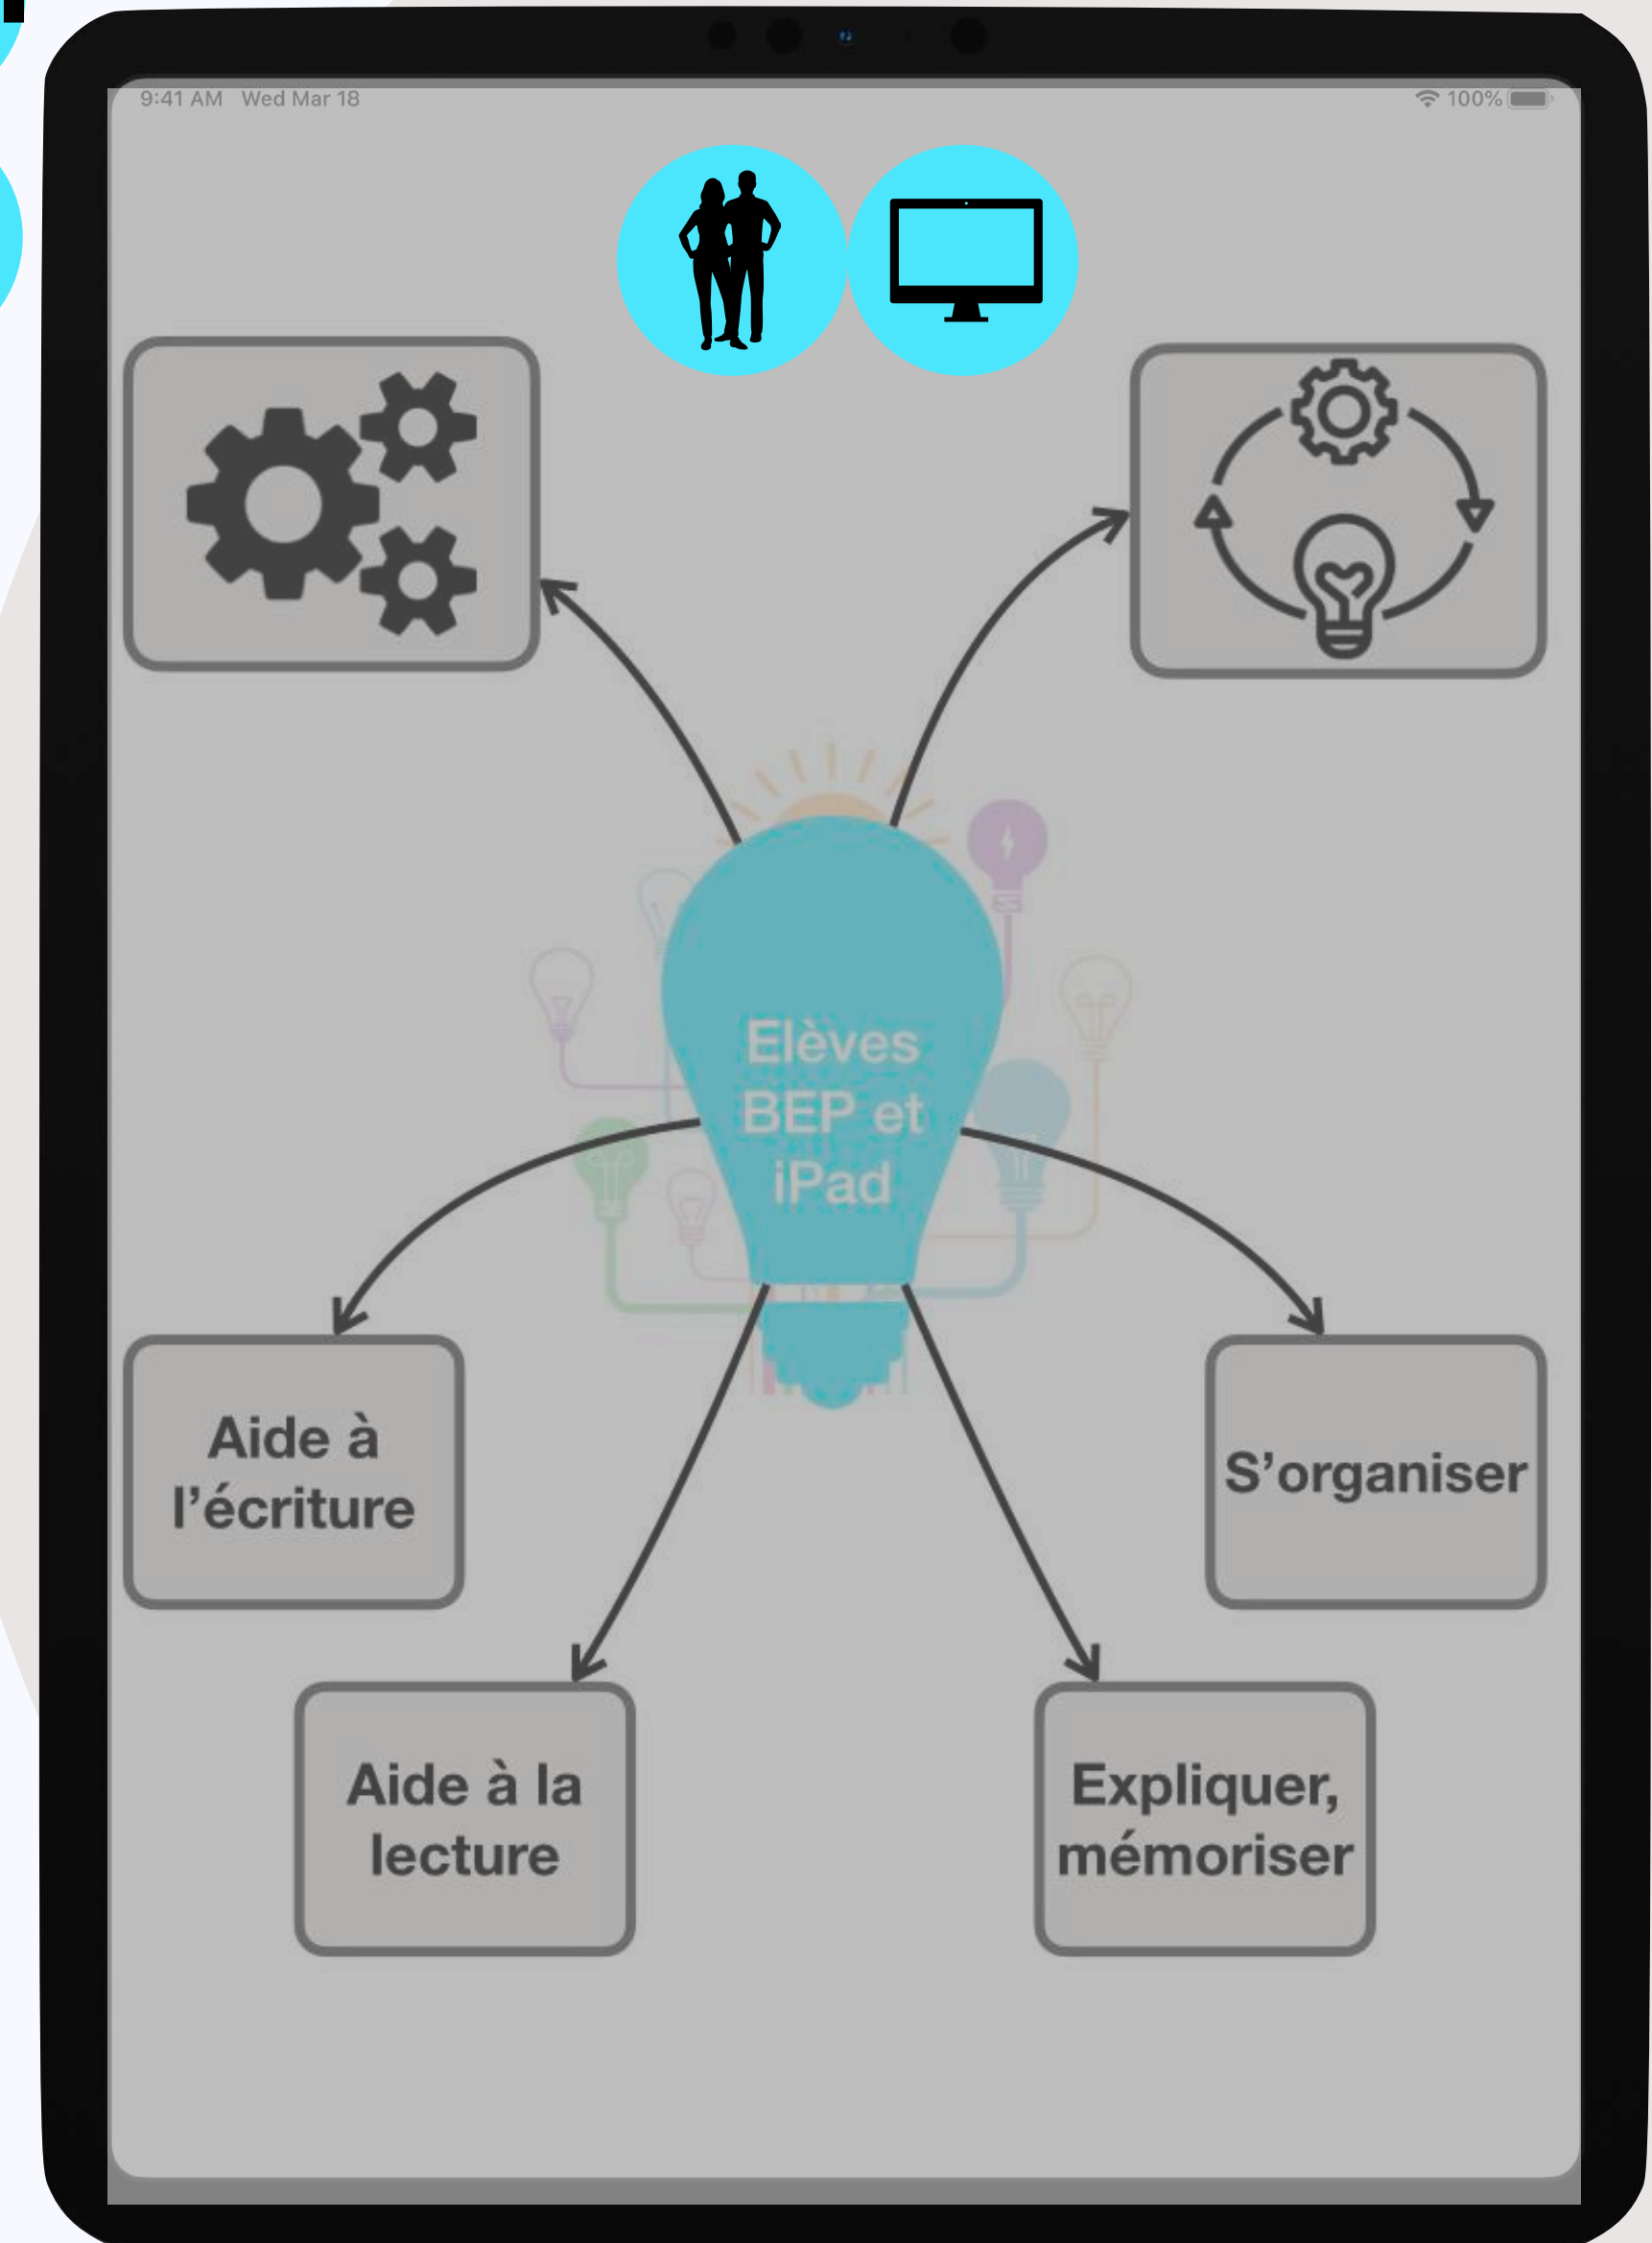 9:41 AM Wed Mar 18
100%
Elèves
BEP et
iPad
Aide à
l’écriture
S’organiser
Aide à la
lecture
Expliquer,
mémoriser